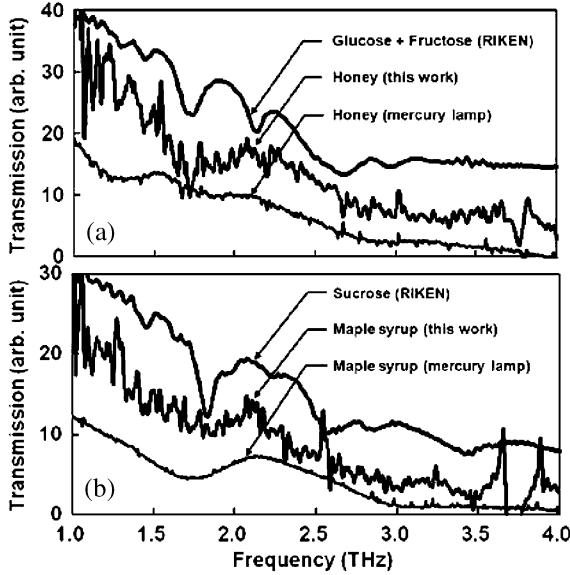 40
30
20
10
0
Transmission (arb. unit)
Glucose + Fructose (RIKEN)
Honey (this work)
Honey (mercury lamp)
(a)
30
20
10
0
Transmission (arb. unit)
Sucrose (RIKEN)
Maple syrup (this work)
Maple syrup (mercury lamp)
(b)
1.0 1.5 2.0 2.5 3.0 3.5 4.0
Frequency (THz)